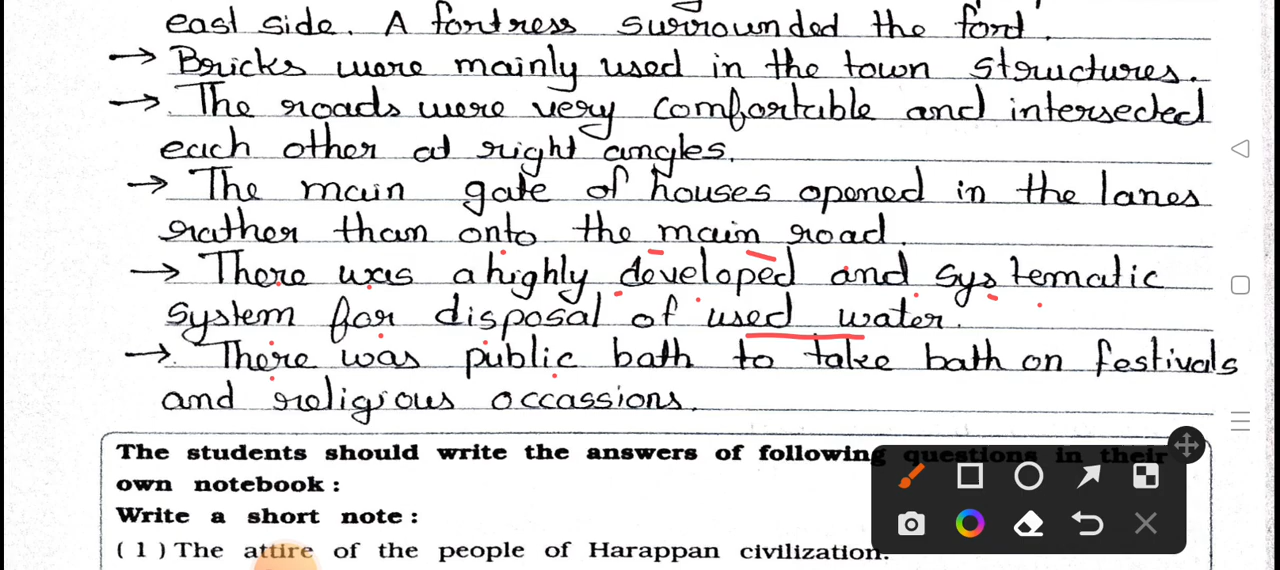 east side. A fortress surrounded the ford.
→ Bricks were mainly used in the town structures.
→ The roads were very comfortable and intersected
each other at right angles.
→ The main gate of houses opened in the lanes
rather than onto the main road.
→ There was a highly developed and systematic
system for disposal of used water.
→ There was public bath to take bath on festivals
and religious occassions.
The students should write the answers of following questions in their
own notebook :
Write a short note :
( 1 ) The attire of the people of Harappan civilization.